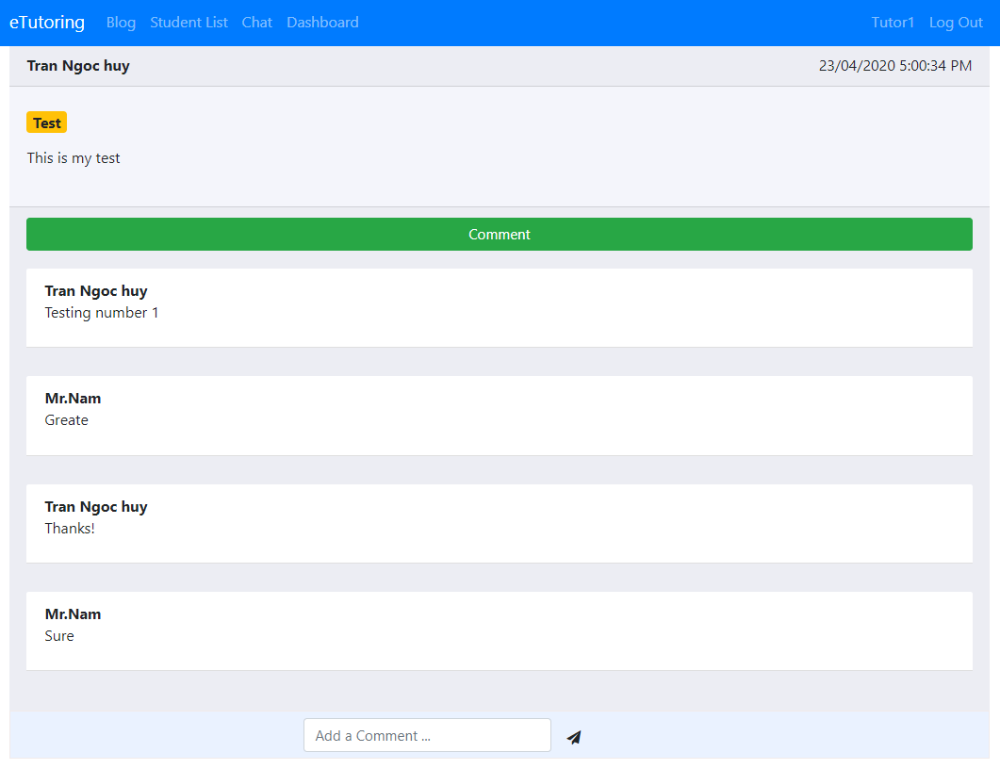 eTutoring Blog Student List Chat Dashboard Tutor1 Log Out
Tran Ngoc huy 23/04/2020 5:00:34 PM
Test
This is my test
Comment
Tran Ngoc huy
Testing number 1
Mr.Nam
Greate
Tran Ngoc huy
Thanks!
Mr.Nam
Sure
Add a Comment ...